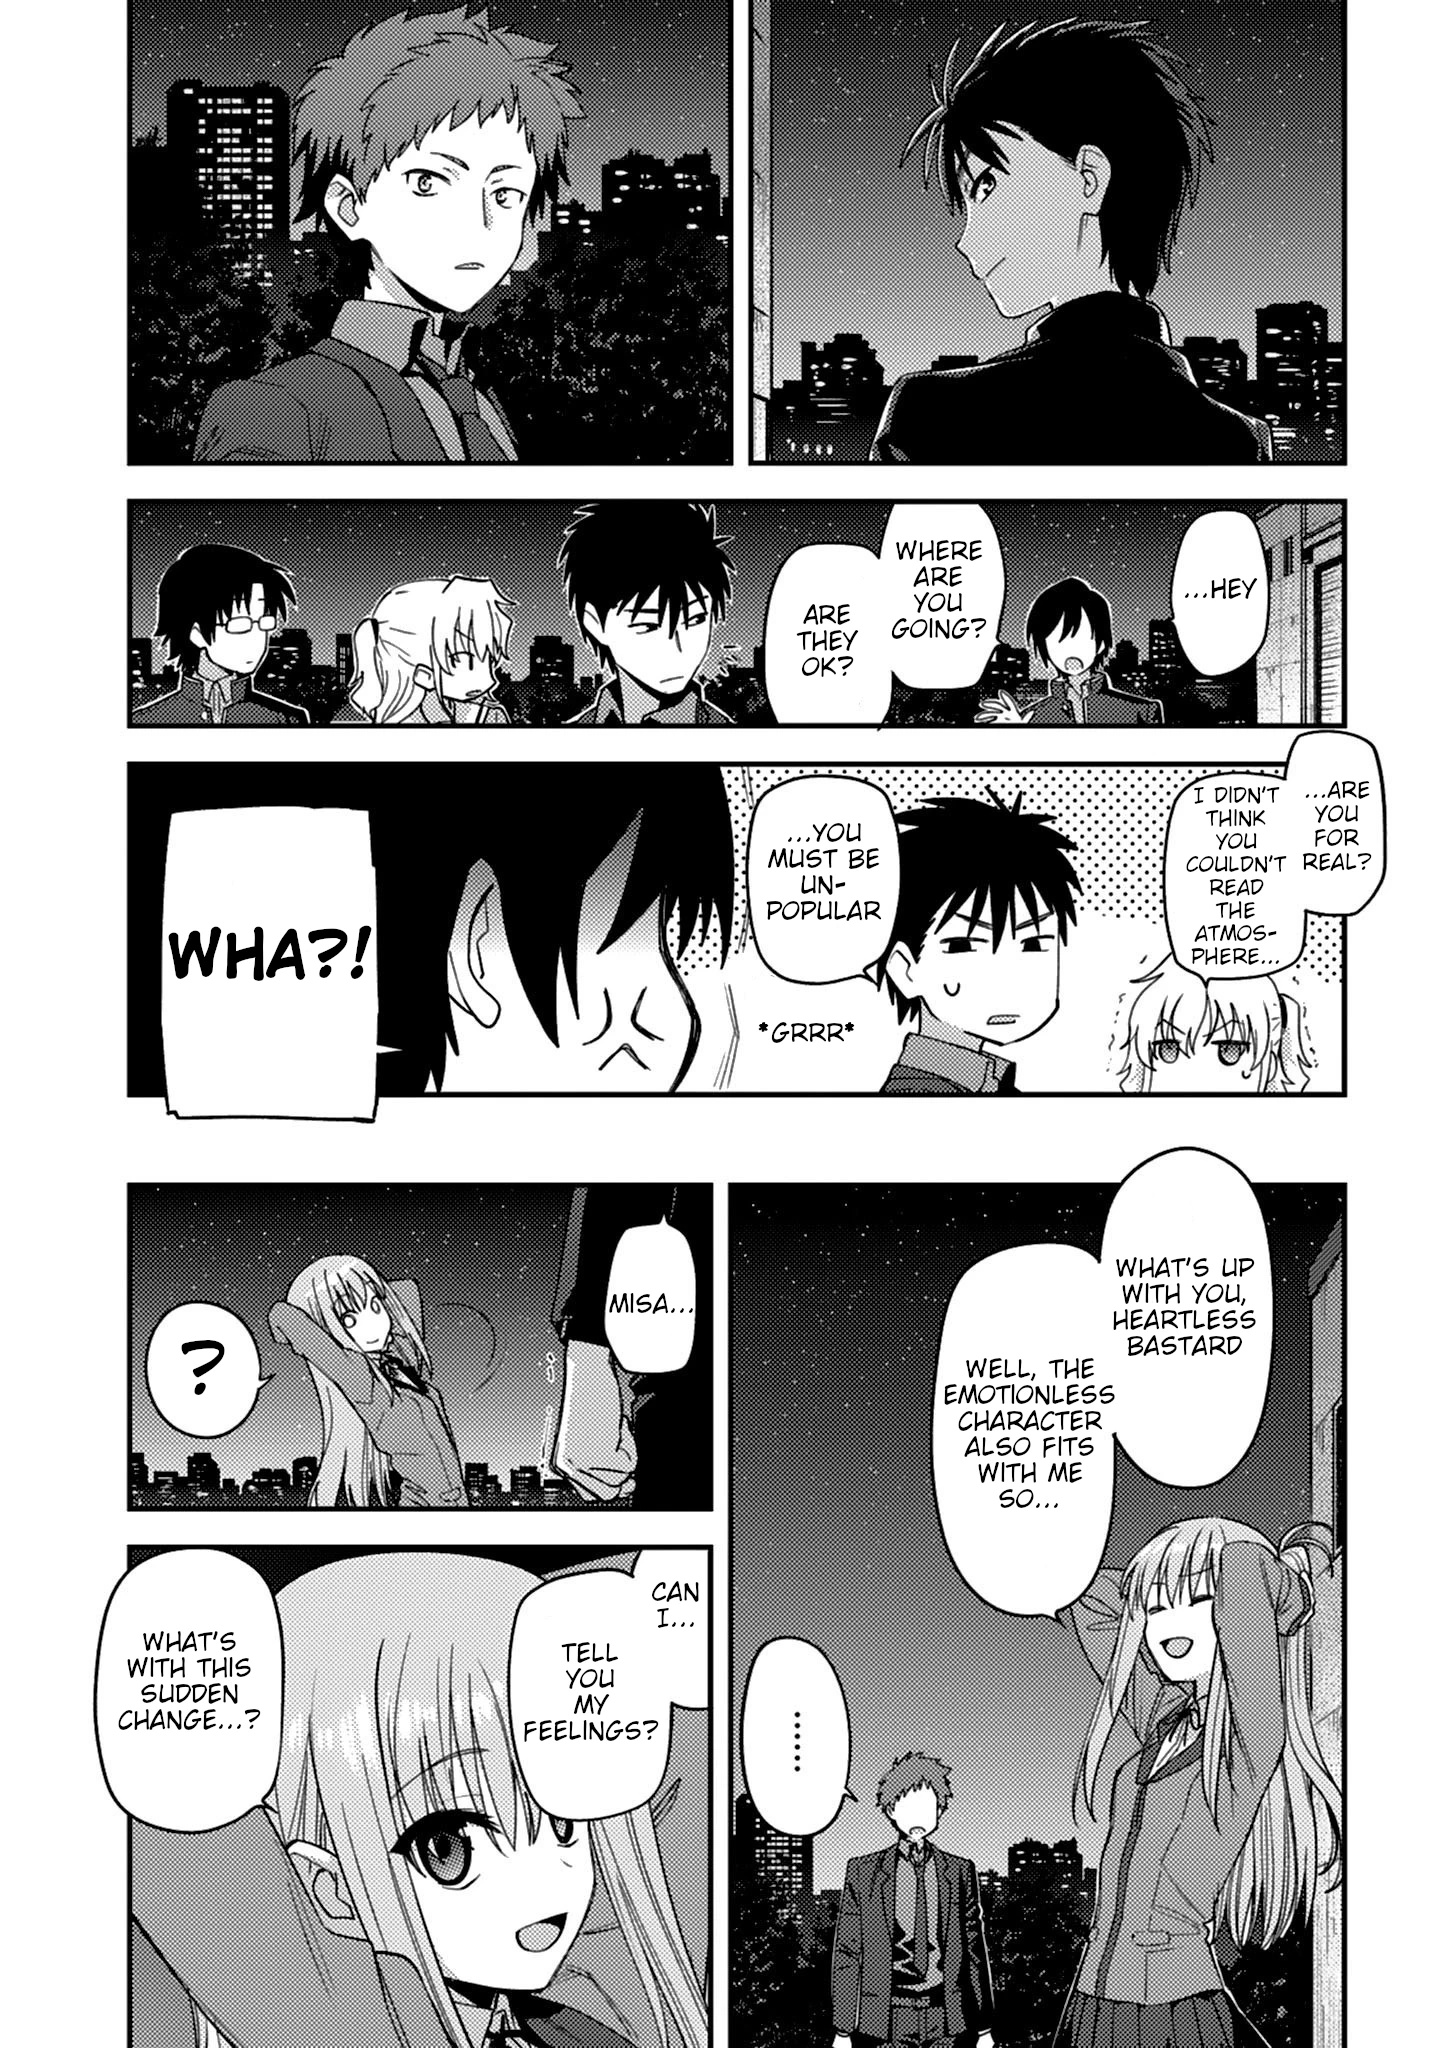 ...HEY
WHERE
ARE
YOU
GOING?
ARE
THEY
OK?
...ARE
YOU
FOR
REAL?
I DIDN'T
THINK
YOU
COULDN'T
READ
THE
ATMOS-
PHERE...
...YOU
MUST BE
UN-
POPULAR
*GRRR*
WHA?!
WHAT'S UP
WITH YOU,
HEARTLESS
BASTARD
WELL, THE
EMOTIONLESS
CHARACTER
ALSO FITS
WITH ME
SO...
......
MISA...
?
CAN
I...
TELL
YOU
MY
FEELINGS?
WHAT'S
WITH THIS
SUDDEN
CHANGE...?